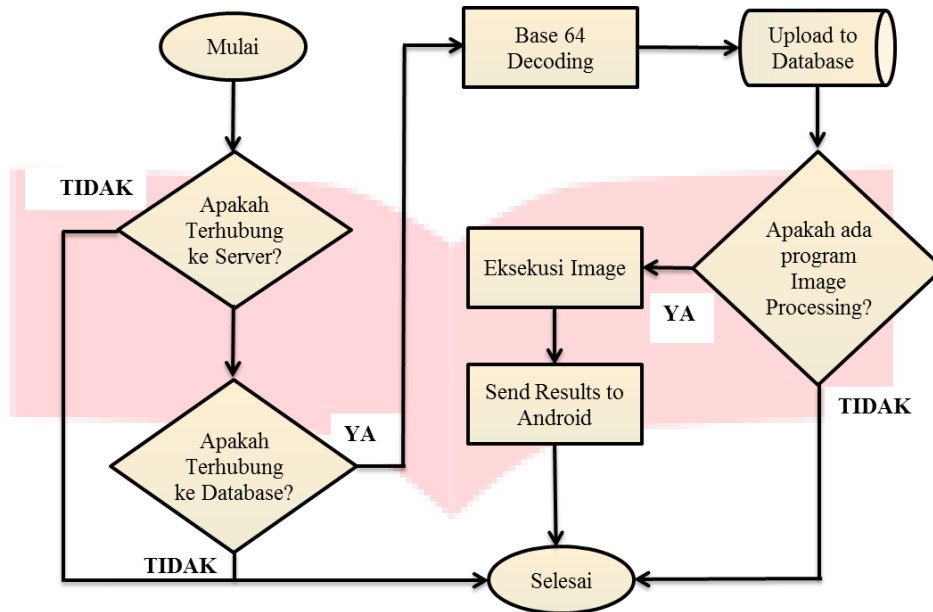 Mulai
TIDAK
Apakah
Terhubung
ke Server?
Apakah
Terhubung
ke Database?
YA
TIDAK
Base 64
Decoding
Upload to
Database
Apakah ada
program
Image
Processing?
YA
Eksekusi Image
Send Results to
Android
TIDAK
Selesai